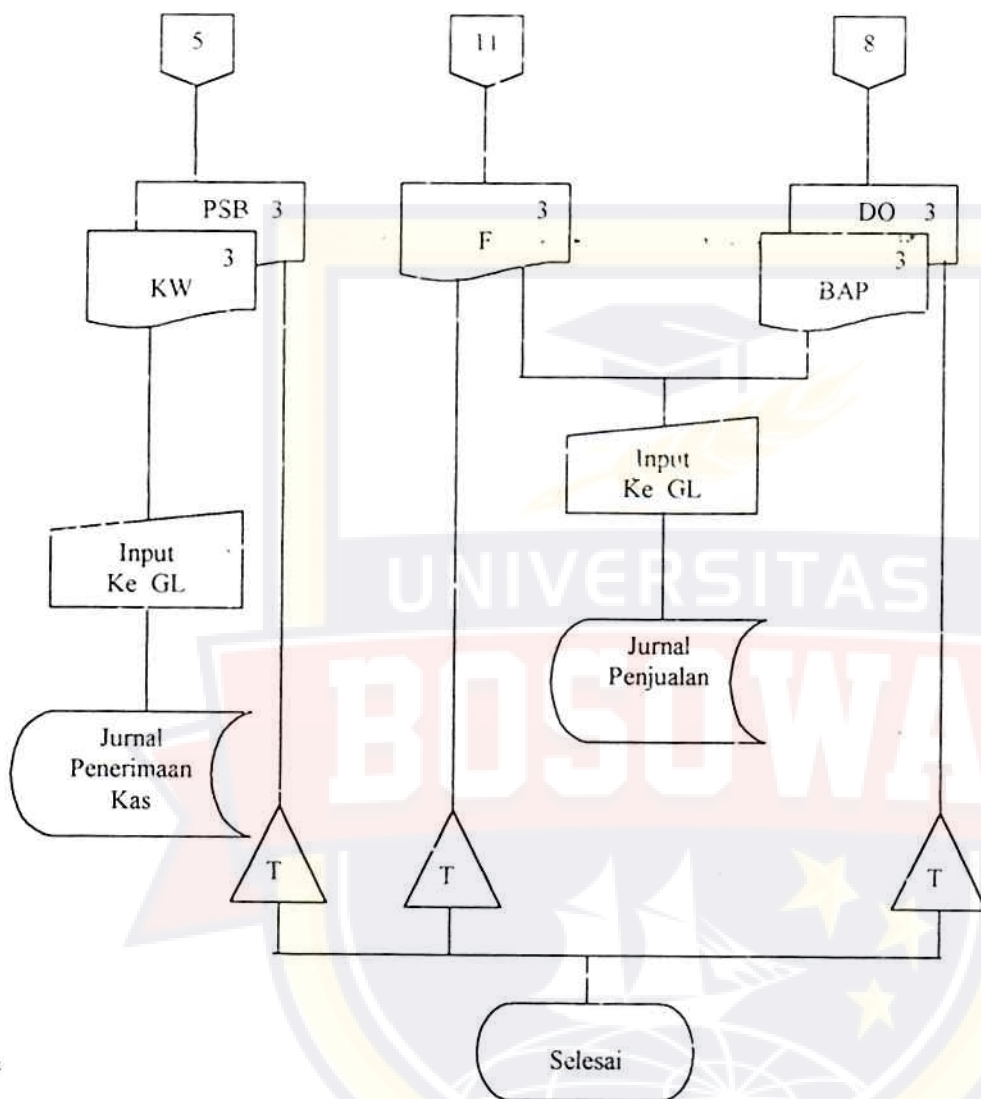 5
11
8
PSB 3
3
KW
3
F
DO 3
3
BAP
Input
Ke GL
Input
Ke GL
Jurnal
Penjualan
Jurnal
Penerimaan
Kas
T
T
T
Selesai
UNIVERSITAS
BOSOWA